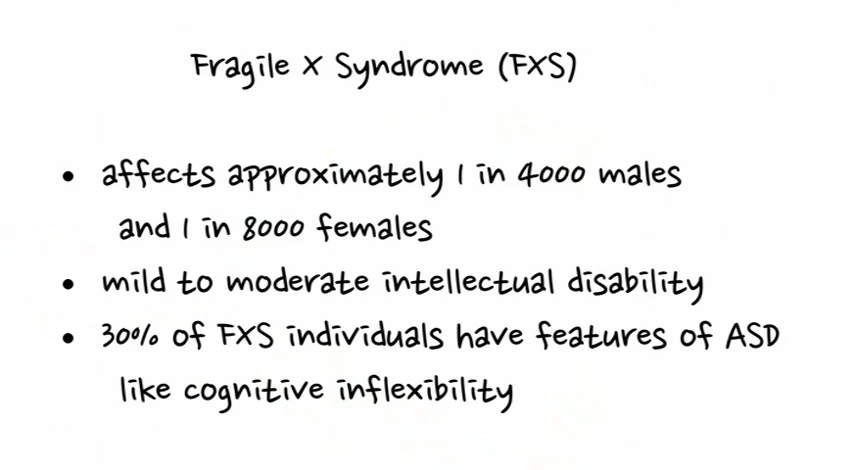 Fragile X Syndrome (FXS)
• affects approximately 1 in 4000 males
and 1 in 8000 females
• mild to moderate intellectual disability
• 30% of FXS individuals have features of ASD
like cognitive inflexibility